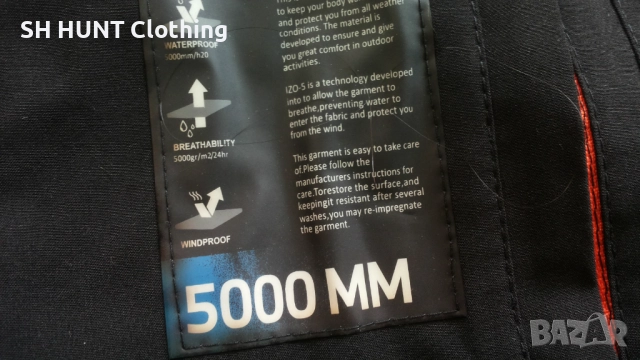 SH HUNT Clothing
WATERPROOF
5000mm/h20
BREATHABILITY
5000gr/m2/24hr
WINDPROOF
to keep your body
and protect you from all weather
conditions. The material is
developed to ensure and give
you great comfort in outdoor
activities.
IZO-5 is a technology developed
into to allow the garment to
breathe,preventing water to
enter the fabric and protect you
from the wind.
This garment is easy to take care
of.Please follow the
manufacturers instructions for
care.Torestore the surface,and
keepingit resistant after several
washes,you may re-impregnate
the garment.
5000 MM
BAZAR